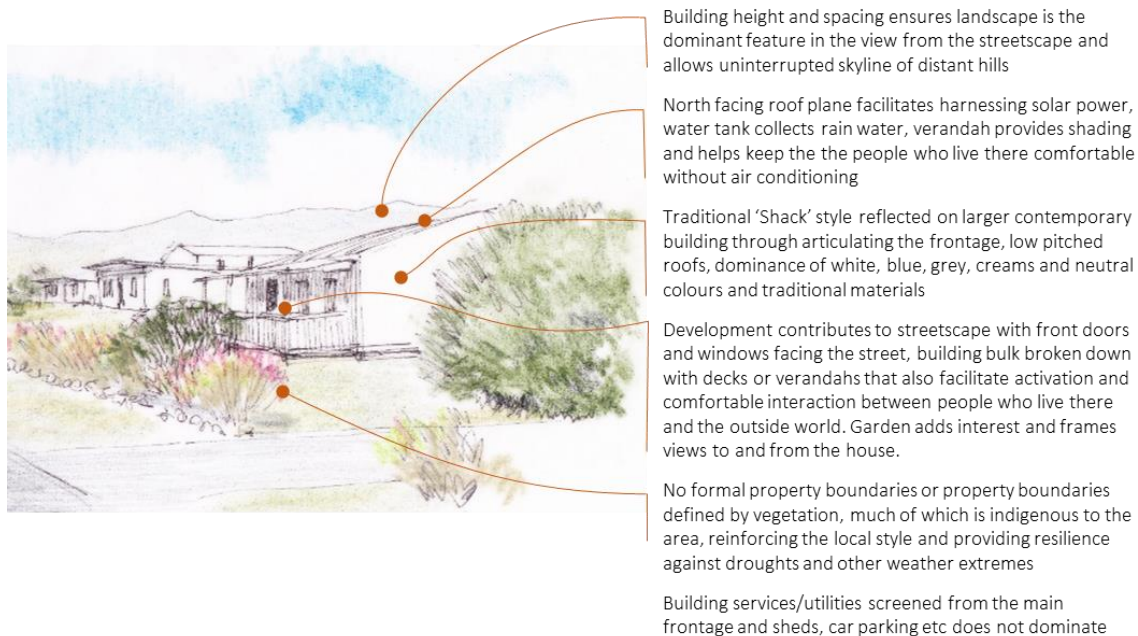 Building height and spacing ensures landscape is the
dominant feature in the view from the streetscape and
allows uninterrupted skyline of distant hills
North facing roof plane facilitates harnessing solar power,
water tank collects rain water, verandah provides shading
and helps keep the the people who live there comfortable
without air conditioning
Traditional ‘Shack’ style reflected on larger contemporary
building through articulating the frontage, low pitched
roofs, dominance of white, blue, grey, creams and neutral
colours and traditional materials
Development contributes to streetscape with front doors
and windows facing the street, building bulk broken down
with decks or verandahs that also facilitate activation and
comfortable interaction between people who live there
and the outside world. Garden adds interest and frames
views to and from the house.
No formal property boundaries or property boundaries
defined by vegetation, much of which is indigenous to the
area, reinforcing the local style and providing resilience
against droughts and other weather extremes
Building services/utilities screened from the main
frontage and sheds, car parking etc does not dominate